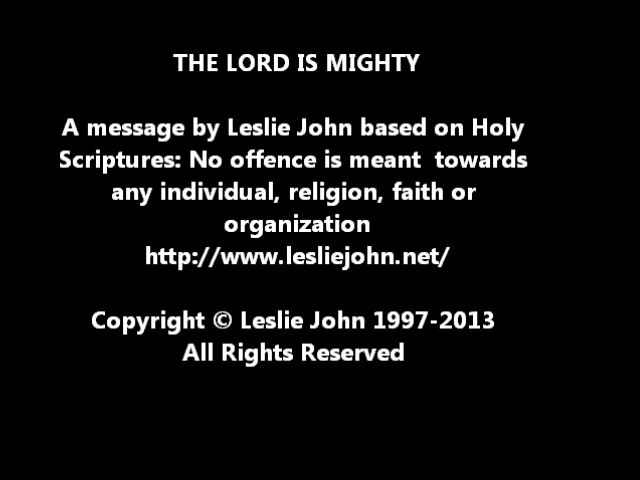 THE LORD IS MIGHTY
A message by Leslie John based on Holy
Scriptures: No offence is meant  towards
any individual, religion, faith or
organization
http://www.lesliejohn.net/
Copyright © Leslie John 1997-2013
All Rights Reserved